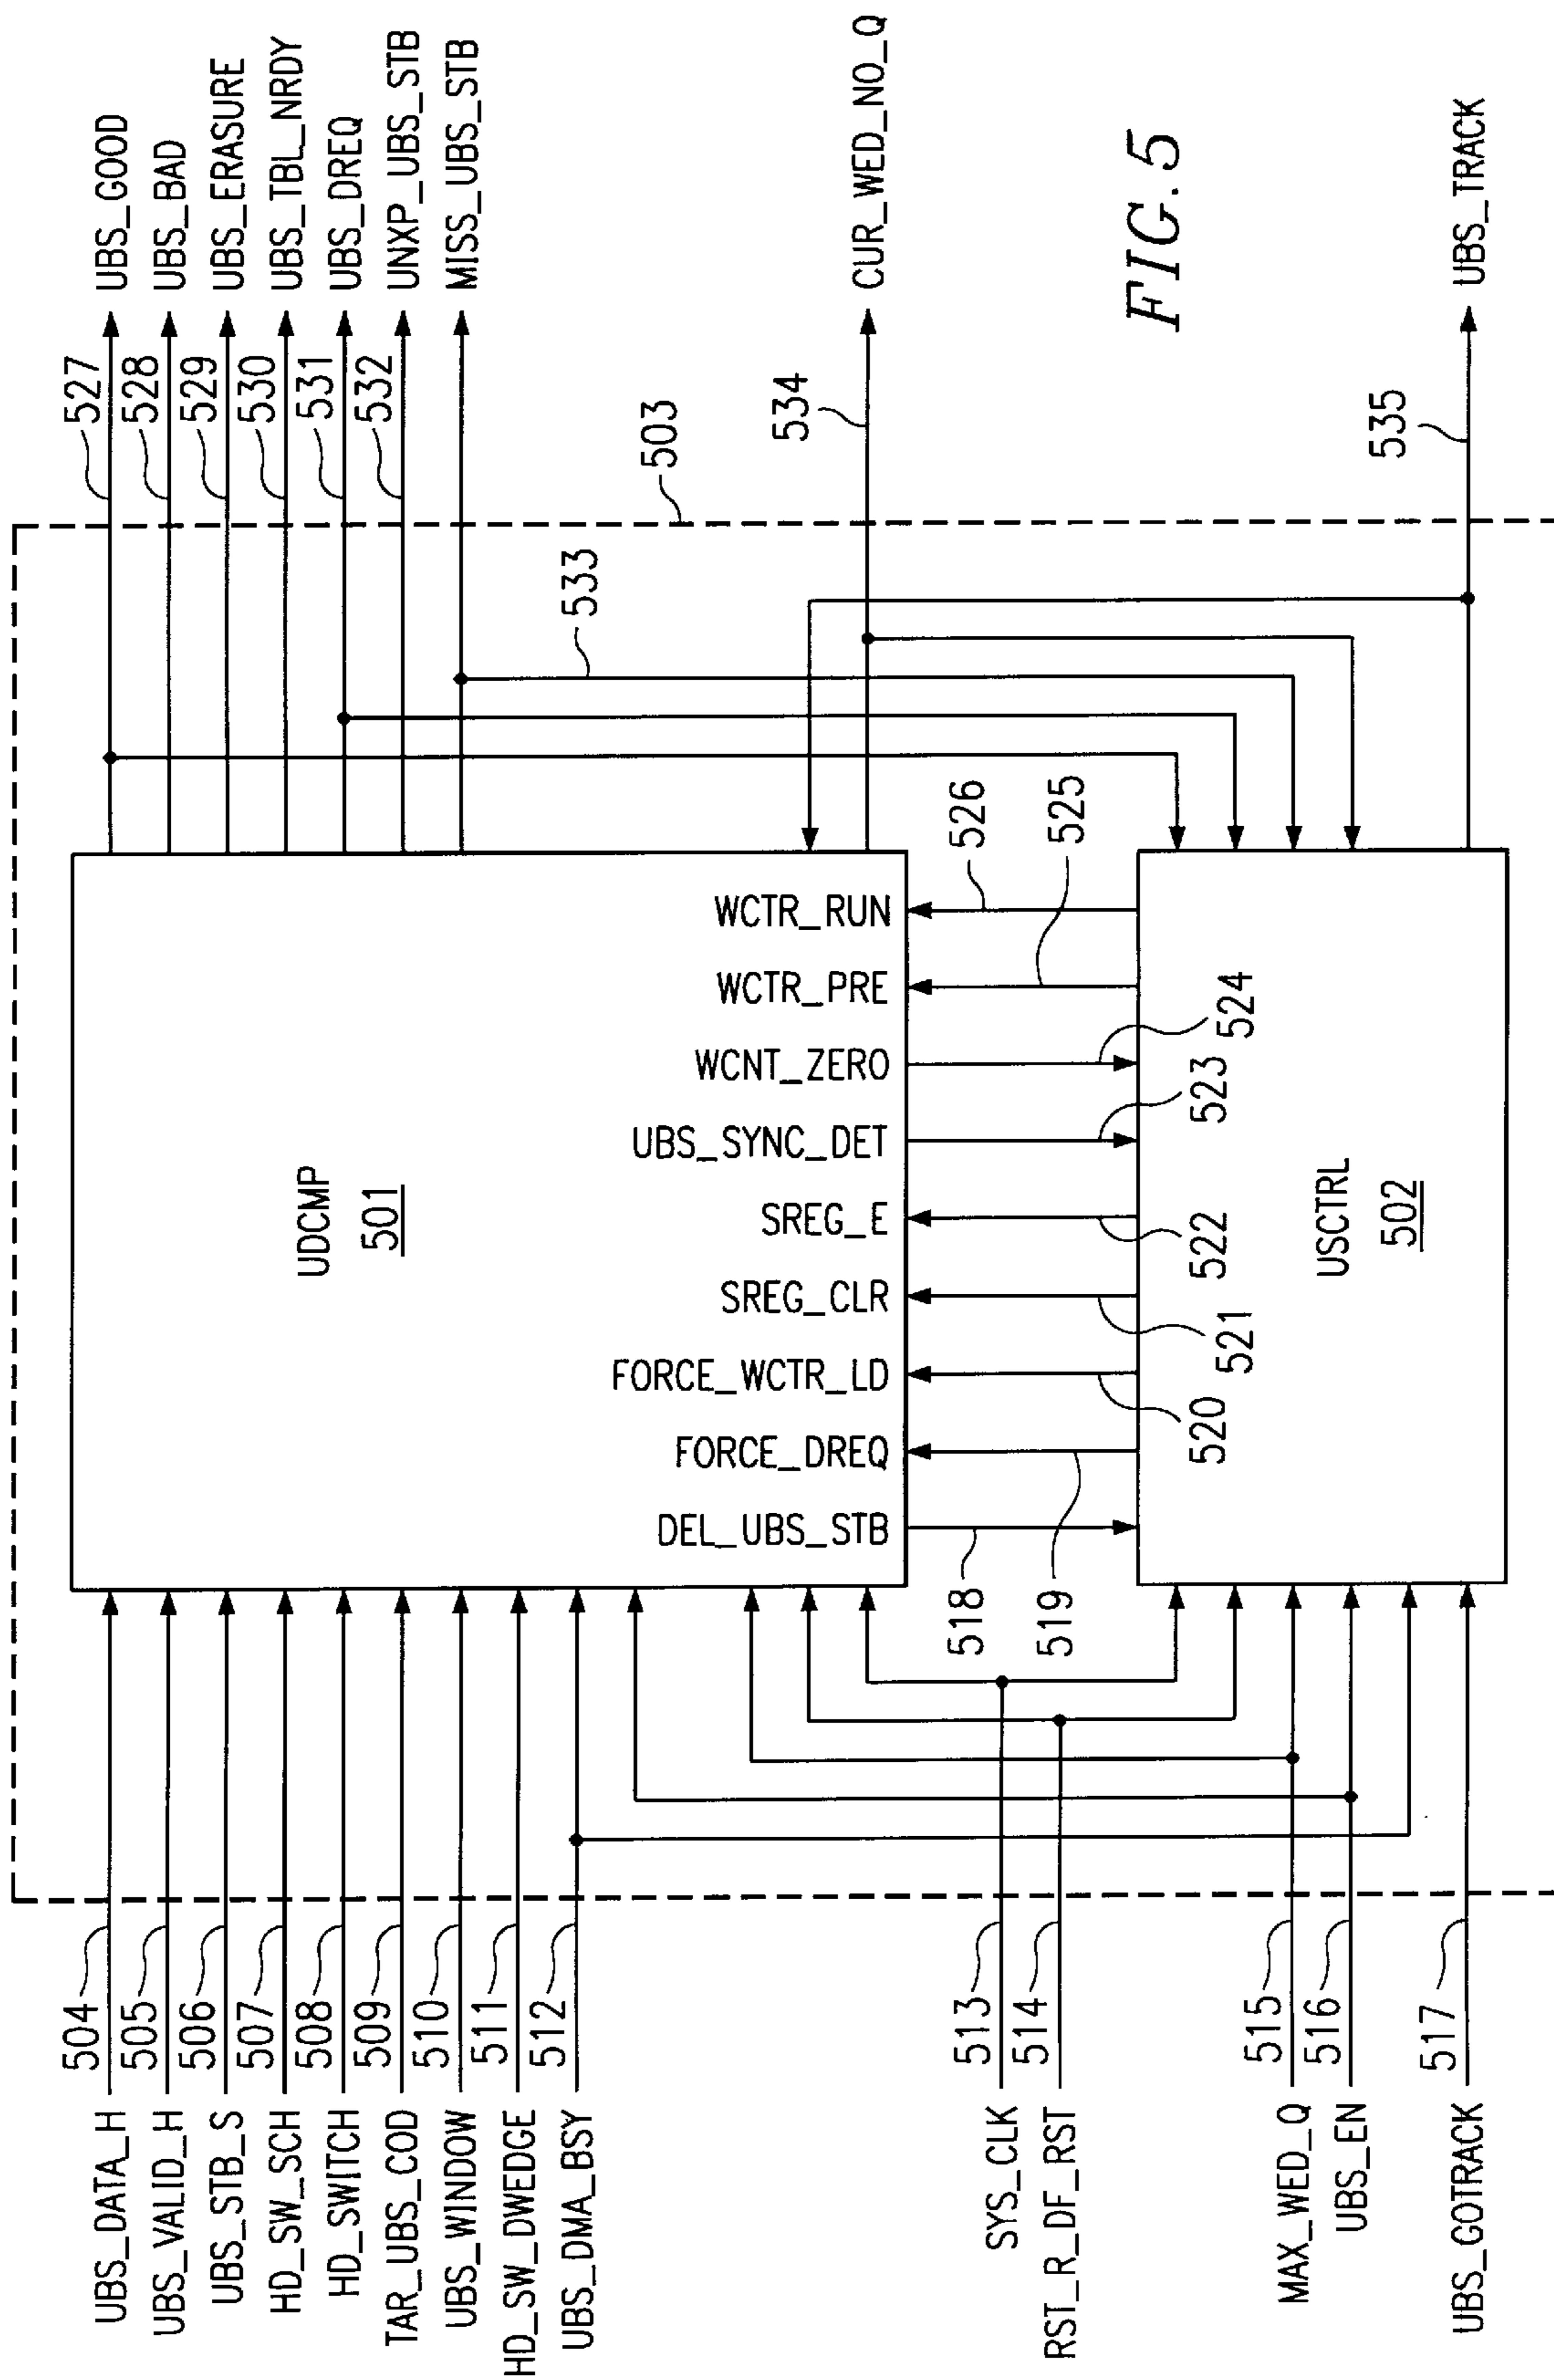 UBS_DATA_H 504
UBS_VALID_H 505
UBS_STB_S 506
HD_SW_SCH 507
HD_SWITCH 508
TAR_UBS_COD 509
UBS_WINDOW 510
HD_SW_DWEDGE 511
UBS_DMA_BSY 512
SYS_CLK 513
RST_R_DF_RST 514
MAX_WED_Q 515
UBS_EN 516
UBS_GOTRACK 517
UDCMP
501
DEL_UBS_STB
FORCE_DREQ
FORCE_WCTR_LD
SREG_CLR
SREG_E
UBS_SYNC_DET
WCNT_ZERO
WCTR_PRE
WCTR_RUN
518
519
520
521
522
523
524
525
526
USCTRL
502
533
503
527 UBS_GOOD
528 UBS_BAD
529 UBS_ERASURE
530 UBS_TBL_NRDY
531 UBS_DREQ
532 UNXP_UBS_STB
MISS_UBS_STB
534 CUR_WED_NO_Q
535 UBS_TRACK
FIG.5